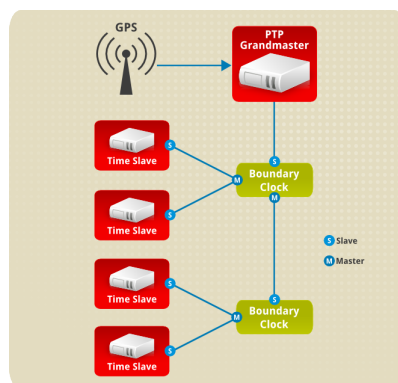 GPS
PTP
Grandmaster
Time Slave
S
S
Boundary
Clock
M
M
Time Slave
S
S Slave
M Master
Time Slave
S
S
Boundary
Clock
M
Time Slave
S